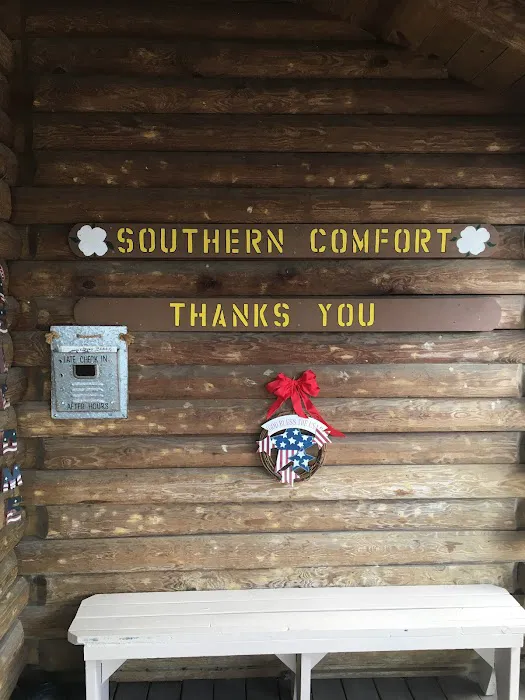 SOUTHERN COMFORT
THANKS YOU
LATE CHECK IN
AFTER HOURS